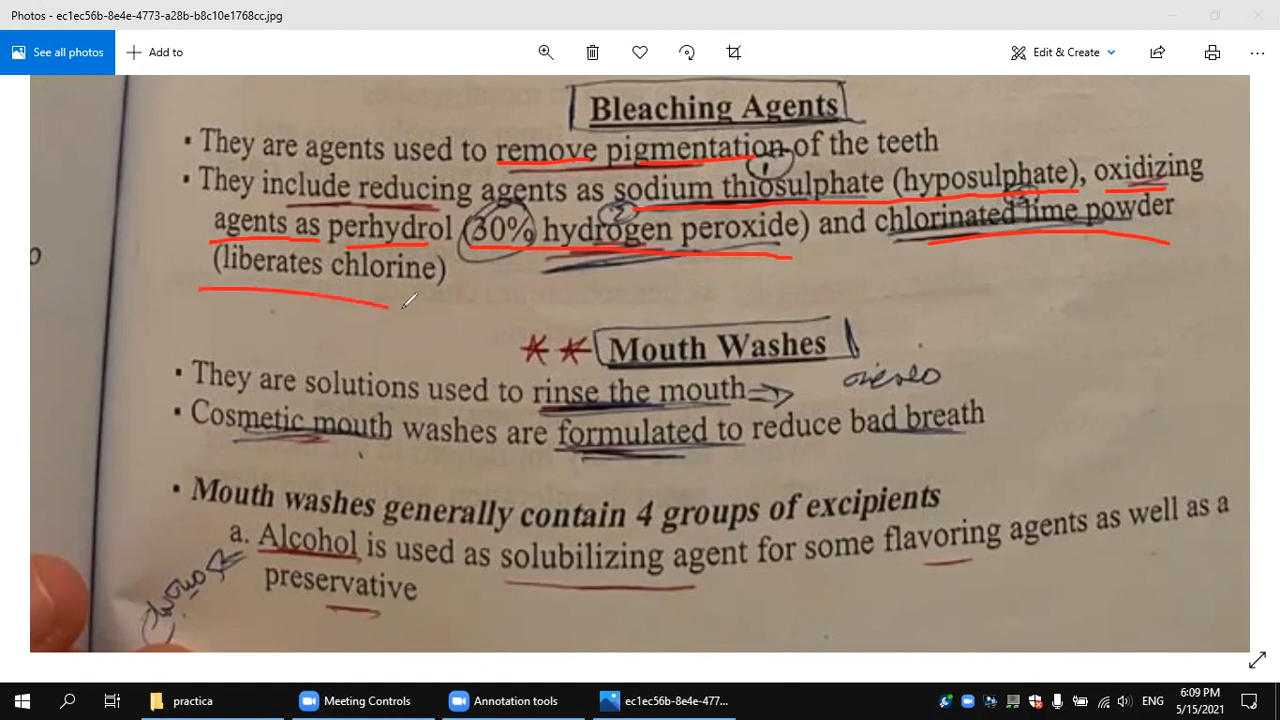 Photos - ec1ec56b-8e4e-4773-a28b-b8c10e1768cc.jpg
See all photos
Add to
Edit & Create
Bleaching Agents
· They are agents used to remove pigmentation of the teeth
1
· They include reducing agents as sodium thiosulphate (hyposulphate), oxidizing
2
agents as perhydrol (30% hydrogen peroxide) and chlorinated lime powder
(liberates chlorine)
** Mouth Washes
· They are solutions used to rinse the mouth ⇒
· Cosmetic mouth washes are formulated to reduce bad breath
· Mouth washes generally contain 4 groups of excipients
a. Alcohol is used as solubilizing agent for some flavoring agents as well as a
preservative
practica
Meeting Controls
Annotation tools
ec1ec56b-8e4e-477...
ENG
6:09 PM
5/15/2021